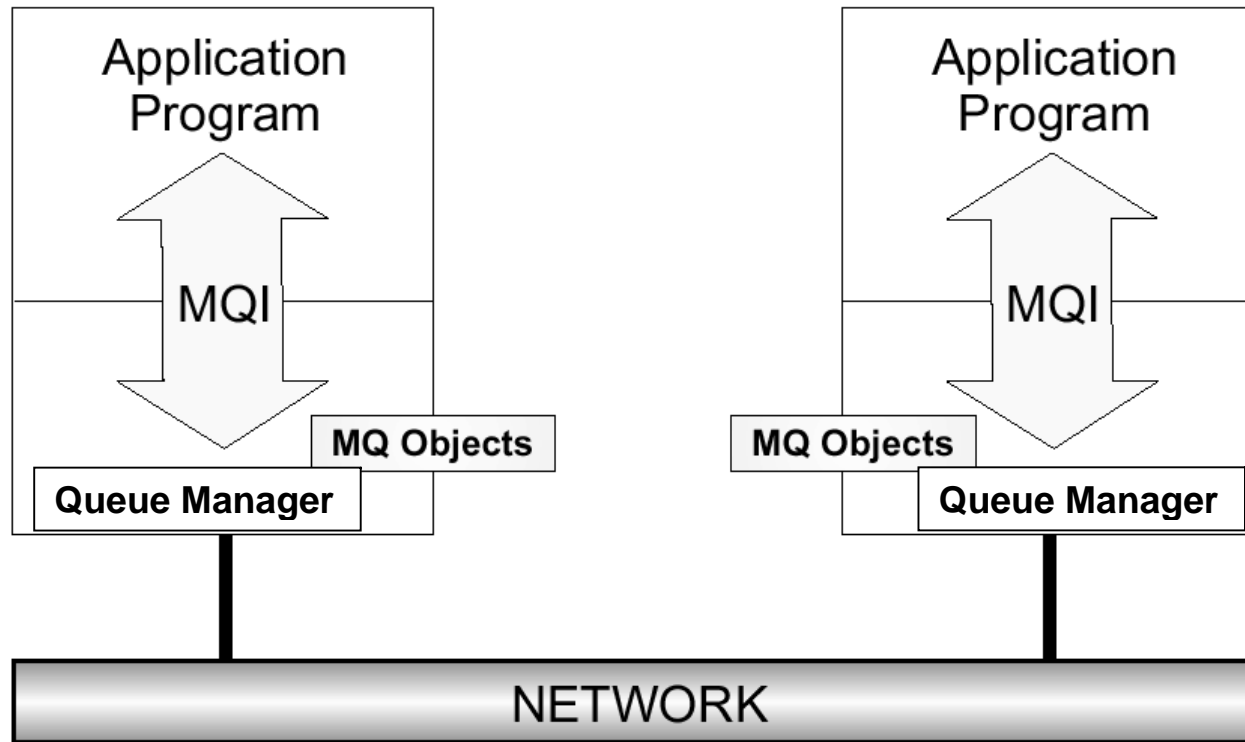 Application
Program
MQI
MQ Objects
Queue Manager
Application
Program
MQI
MQ Objects
Queue Manager
NETWORK